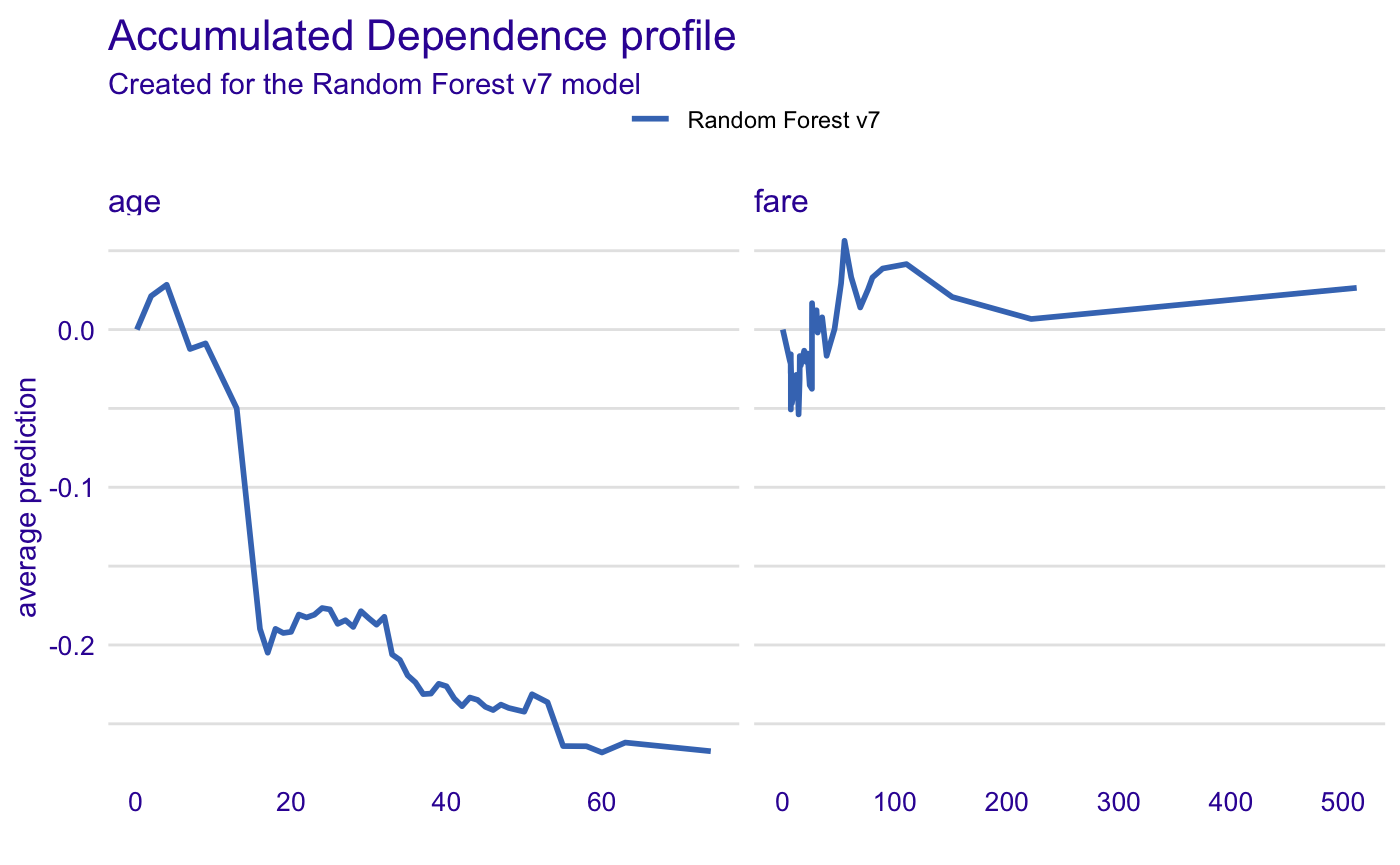 Accumulated Dependence profile
Created for the Random Forest v7 model
Random Forest v7
age
fare
average prediction
0.0
-0.1
-0.2
0 20 40 60
0 100 200 300 400 500